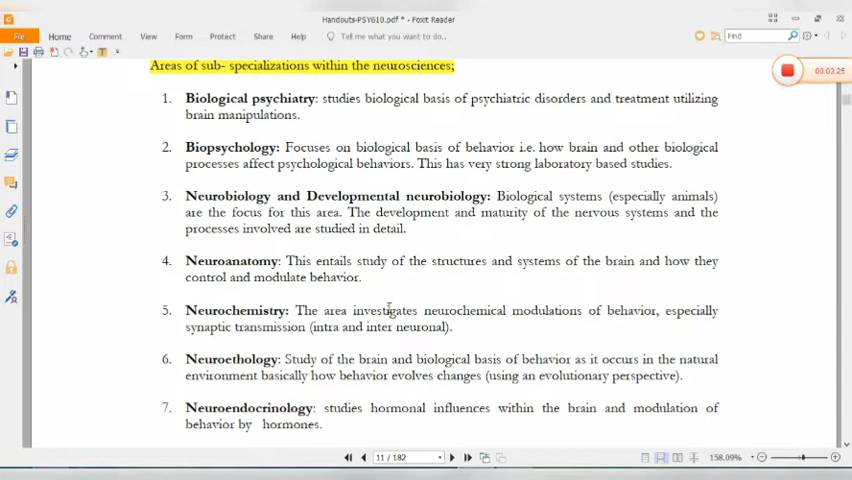 Handouts-PSY610.pdf * - Foxit Reader
File Home Comment View Form Protect Share Help Tell me what you want to do.. Find
00:03:25
Areas of sub- specializations within the neurosciences;
1. Biological psychiatry: studies biological basis of psychiatric disorders and treatment utilizing
brain manipulations.
2. Biopsychology: Focuses on biological basis of behavior i.e. how brain and other biological
processes affect psychological behaviors. This has very strong laboratory based studies.
3. Neurobiology and Developmental neurobiology: Biological systems (especially animals)
are the focus for this area. The development and maturity of the nervous systems and the
processes involved are studied in detail.
4. Neuroanatomy: This entails study of the structures and systems of the brain and how they
control and modulate behavior.
5. Neurochemistry: The area investigates neurochemical modulations of behavior, especially
synaptic transmission (intra and inter neuronal).
6. Neuroethology: Study of the brain and biological basis of behavior as it occurs in the natural
environment basically how behavior evolves changes (using an evolutionary perspective).
7. Neuroendocrinology: studies hormonal influences within the brain and modulation of
behavior by hormones.
11 / 182 158.09%